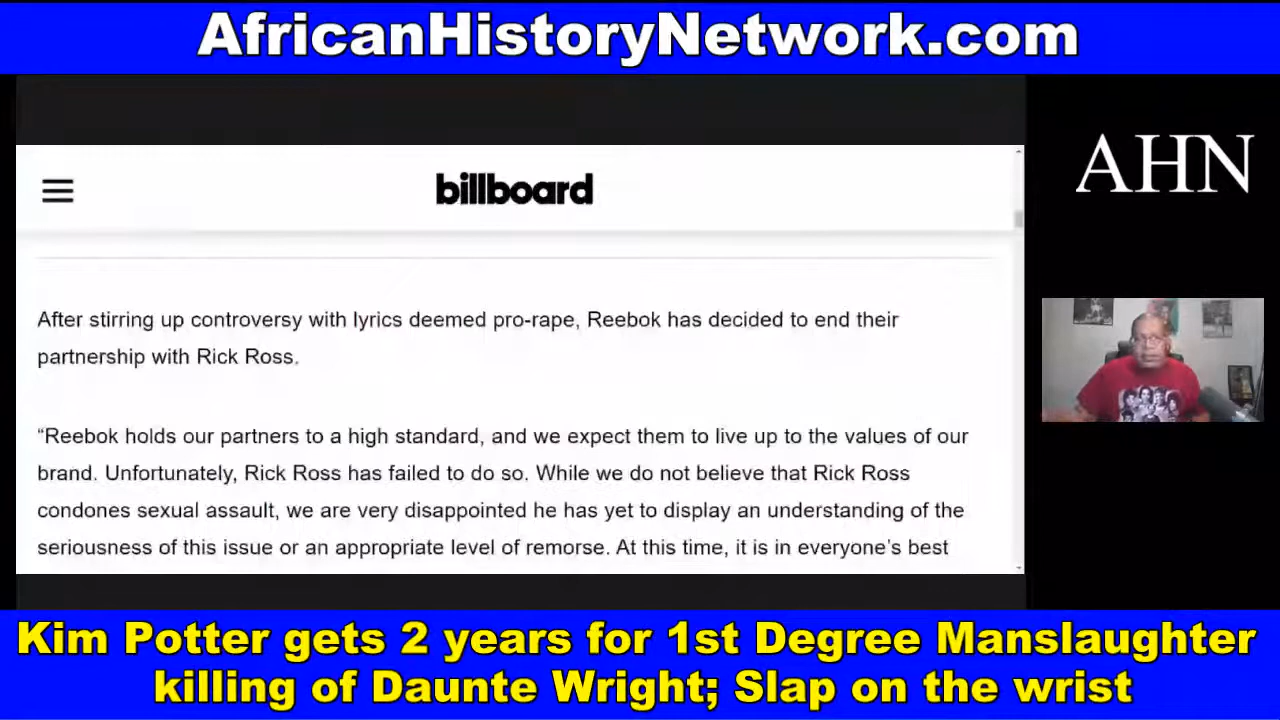 AfricanHistoryNetwork.com
AHN
billboard
After stirring up controversy with lyrics deemed pro-rape, Reebok has decided to end their
partnership with Rick Ross.
“Reebok holds our partners to a high standard, and we expect them to live up to the values of our
brand. Unfortunately, Rick Ross has failed to do so. While we do not believe that Rick Ross
condones sexual assault, we are very disappointed he has yet to display an understanding of the
seriousness of this issue or an appropriate level of remorse. At this time, it is in everyone’s best
Kim Potter gets 2 years for 1st Degree Manslaughter
killing of Daunte Wright; Slap on the wrist